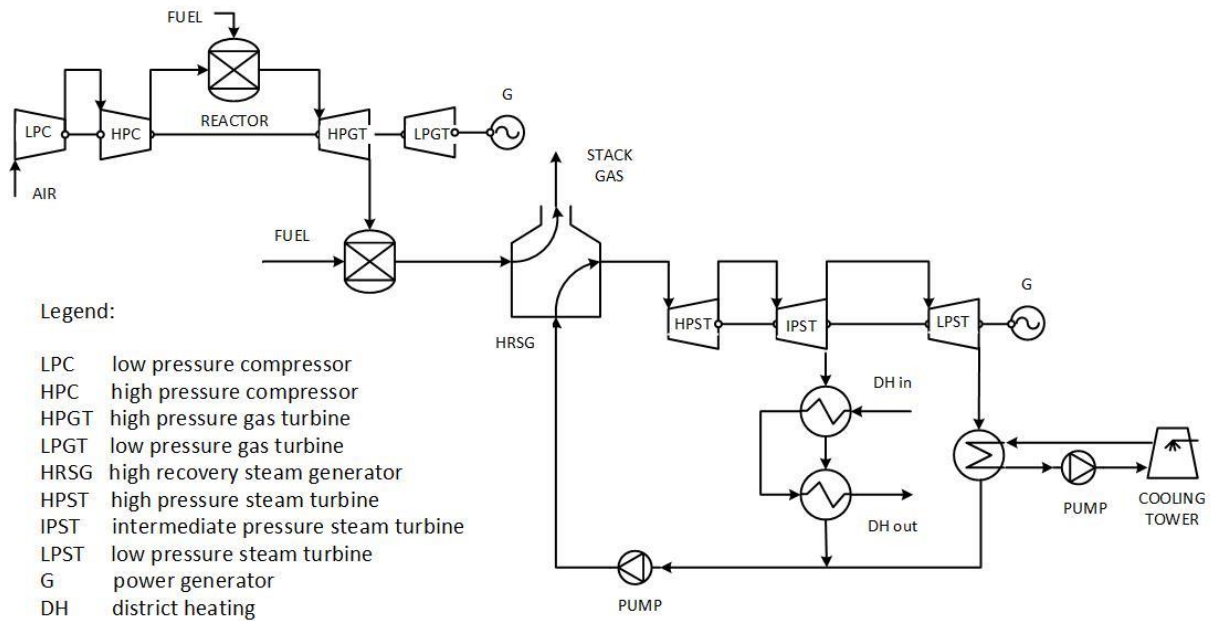 FUEL
LPC
HPC
REACTOR
HPGT
LPGT
G
AIR
STACK
GAS
FUEL
HRSG
HPST
IPST
LPST
G
DH in
DH out
PUMP
COOLING
TOWER
PUMP
Legend:
LPC low pressure compressor
HPC high pressure compressor
HPGT high pressure gas turbine
LPGT low pressure gas turbine
HRSG high recovery steam generator
HPST high pressure steam turbine
IPST intermediate pressure steam turbine
LPST low pressure steam turbine
G power generator
DH district heating